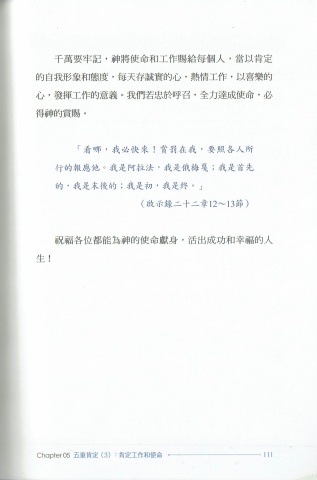 千萬要牢記，神將使命和工作賜給每個人，當以肯定
的自我形象和態度，每天存誠實的心，熱情工作，以喜樂的
心，發揮工作的意義。我們若忠於呼召，全力達成使命，必
得神的賞賜。
「看哪，我必快來！賞罰在我，要照各人所
行的報應他。我是阿拉法，我是俄梅戛；我是首先
的，我是末後的；我是初，我是終。」
（啟示錄二十二章12～13節）
祝福各位都能為神的使命獻身，活出成功和幸福的人
生！
Chapter 05 五重肯定（3）：肯定工作和使命 111